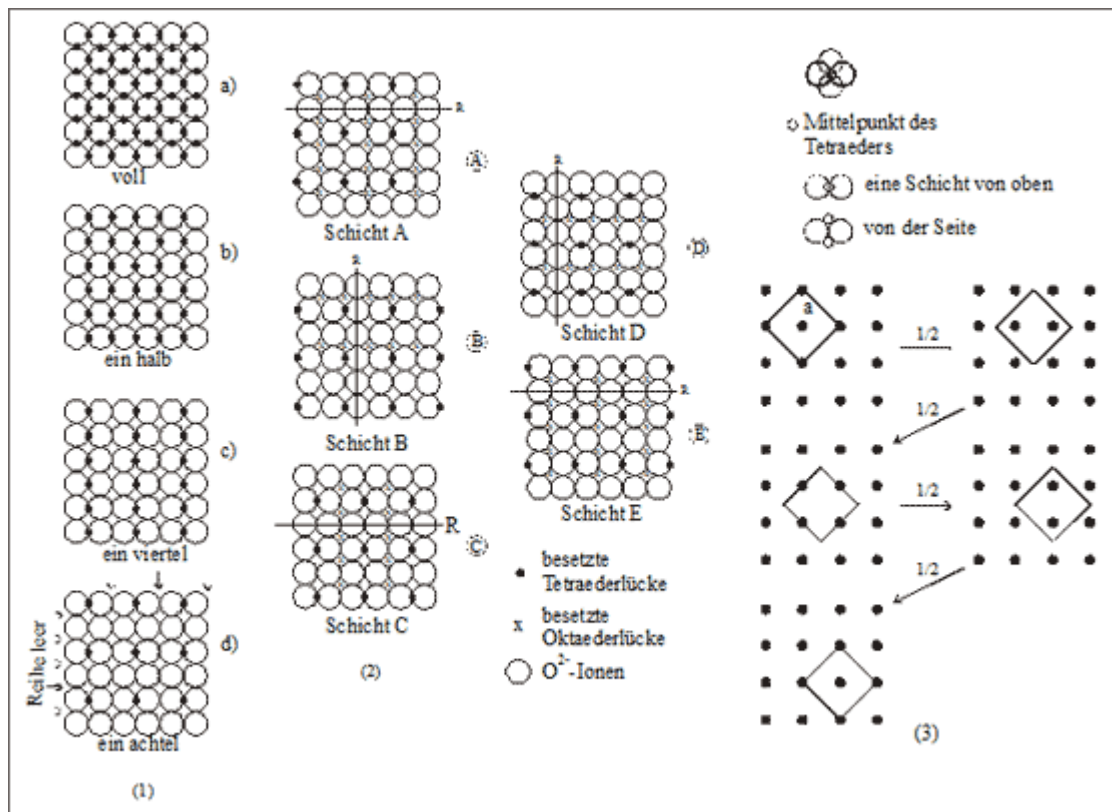 a)
voll
b)
ein halb
c)
ein viertel
d)
Reihe leer
ein achtel
(1)
R
A
Schicht A
R
B
Schicht B
R
C
Schicht C
(2)
R
D
Schicht D
R
E
Schicht E
besetzte
Tetraederlücke
x besetzte
Oktaederlücke
O²⁻-Ionen
Mittelpunkt des
Tetraeders
eine Schicht von oben
von der Seite
a
1/2
1/2
1/2
1/2
(3)